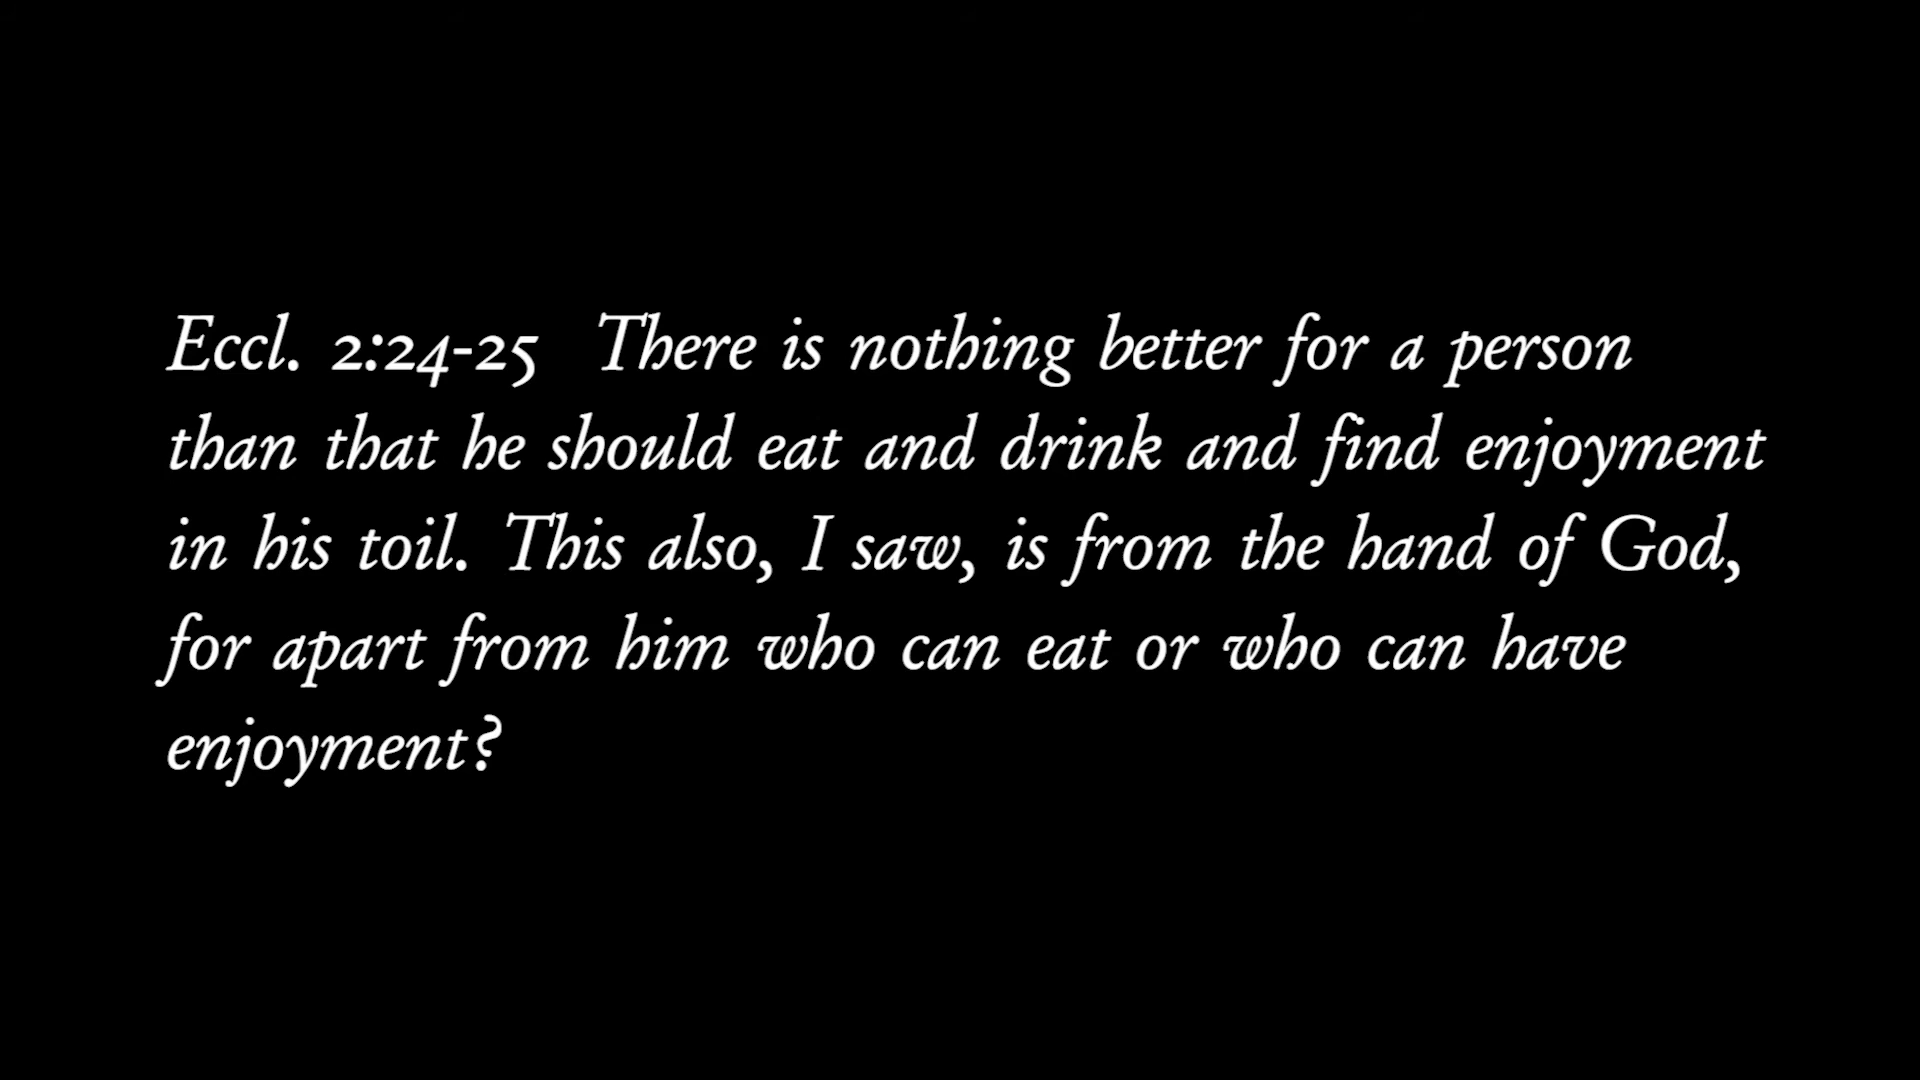 Eccl. 2:24-25  There is nothing better for a person
than that he should eat and drink and find enjoyment
in his toil. This also, I saw, is from the hand of God,
for apart from him who can eat or who can have
enjoyment?